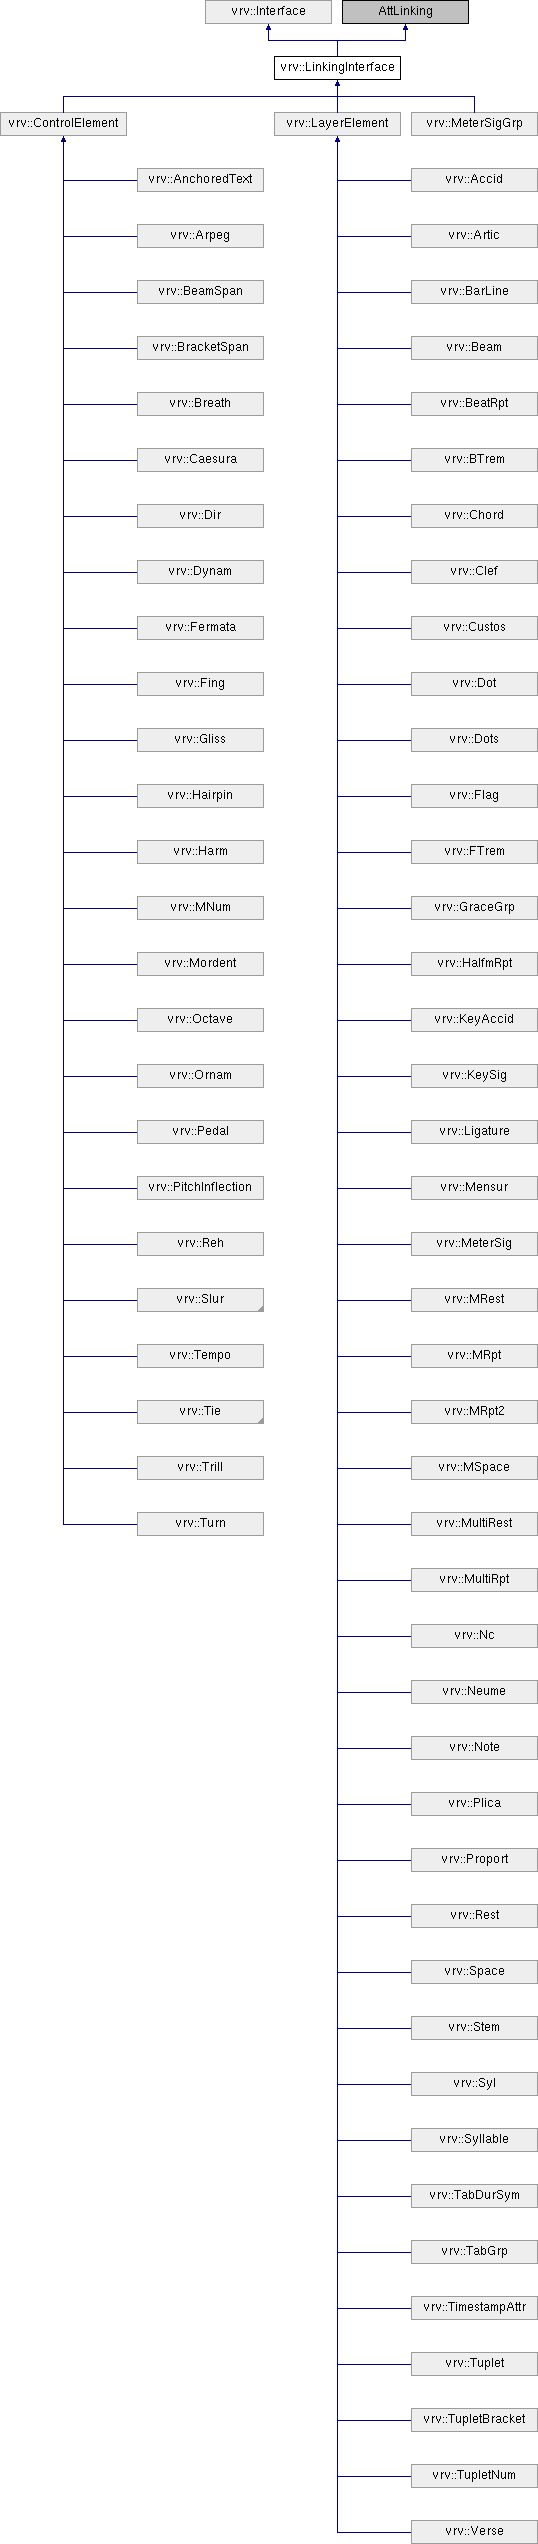 vrv::Interface
AttLinking
vrv::LinkingInterface
vrv::ControlElement
vrv::LayerElement
vrv::MeterSigGrp
vrv::AnchoredText
vrv::Accid
vrv::Arpeg
vrv::Artic
vrv::BeamSpan
vrv::BarLine
vrv::BracketSpan
vrv::Beam
vrv::Breath
vrv::BeatRpt
vrv::Caesura
vrv::BTrem
vrv::Dir
vrv::Chord
vrv::Dynam
vrv::Clef
vrv::Fermata
vrv::Custos
vrv::Fing
vrv::Dot
vrv::Gliss
vrv::Dots
vrv::Hairpin
vrv::Flag
vrv::Harm
vrv::FTrem
vrv::MNum
vrv::GraceGrp
vrv::Mordent
vrv::HalfmRpt
vrv::Octave
vrv::KeyAccid
vrv::Ornam
vrv::KeySig
vrv::Pedal
vrv::Ligature
vrv::PitchInflection
vrv::Mensur
vrv::Reh
vrv::MeterSig
vrv::Slur
vrv::MRest
vrv::Tempo
vrv::MRpt
vrv::Tie
vrv::MRpt2
vrv::Trill
vrv::MSpace
vrv::Turn
vrv::MultiRest
vrv::MultiRpt
vrv::Nc
vrv::Neume
vrv::Note
vrv::Plica
vrv::Proport
vrv::Rest
vrv::Space
vrv::Stem
vrv::Syl
vrv::Syllable
vrv::TabDurSym
vrv::TabGrp
vrv::TimestampAttr
vrv::Tuplet
vrv::TupletBracket
vrv::TupletNum
vrv::Verse